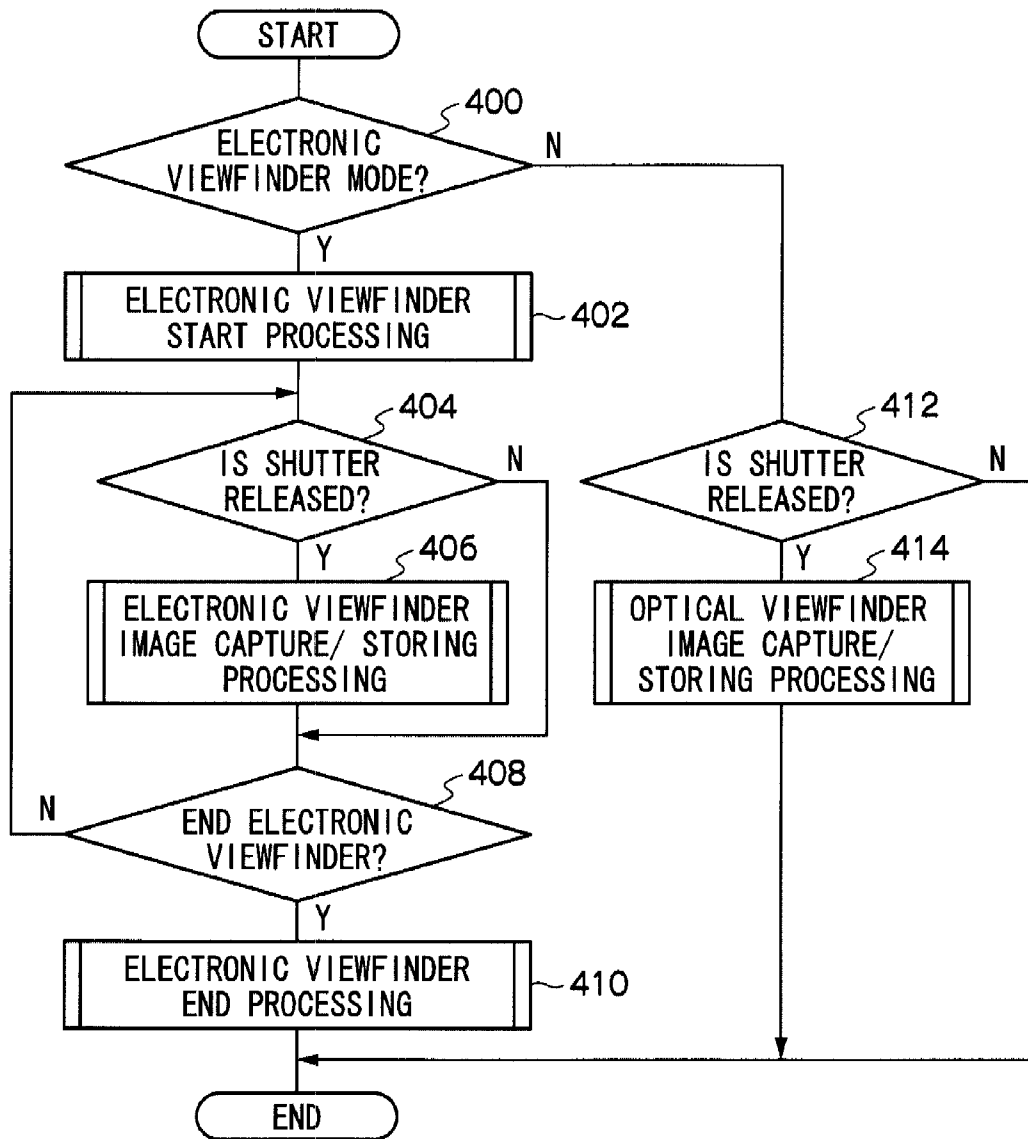 START
400
ELECTRONIC
VIEWFINDER MODE?
N
Y
ELECTRONIC VIEWFINDER
START PROCESSING
402
404
IS SHUTTER
RELEASED?
N
Y
406
ELECTRONIC VIEWFINDER
IMAGE CAPTURE/ STORING
PROCESSING
408
END ELECTRONIC
VIEWFINDER?
N
Y
ELECTRONIC VIEWFINDER
END PROCESSING
410
412
IS SHUTTER
RELEASED?
N
Y
414
OPTICAL VIEWFINDER
IMAGE CAPTURE/
STORING PROCESSING
END